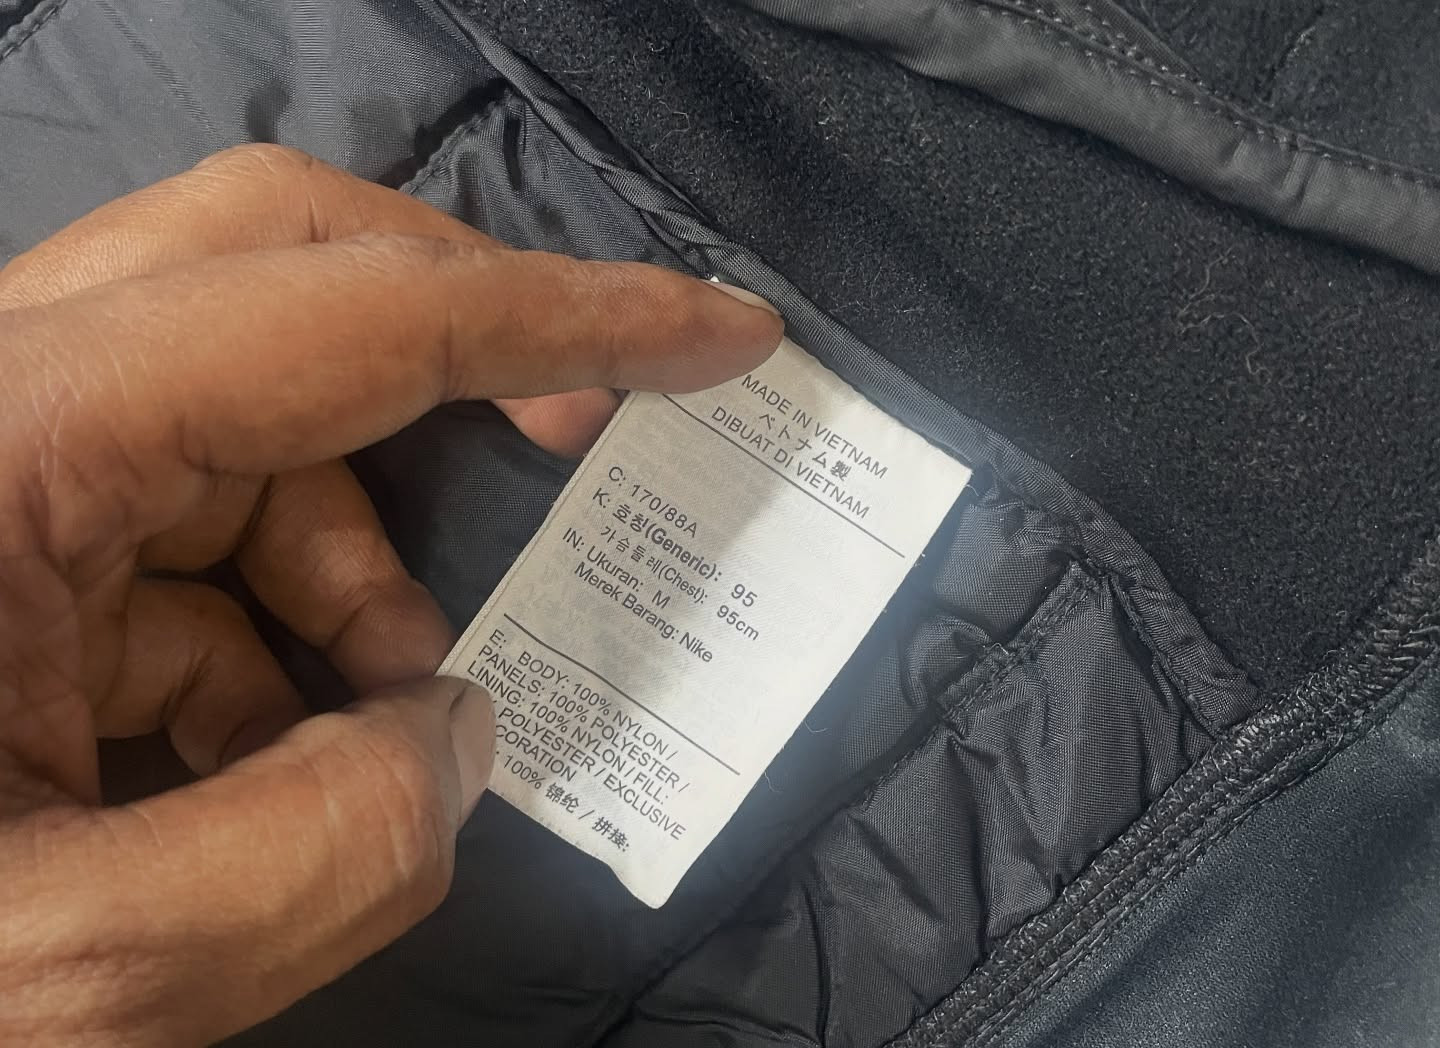 MADE IN VIETNAM
ベトナム製
DIBUAT DI VIETNAM
C: 170/88A
K: 호칭(Generic): 95
가슴둘레(Chest): 95cm
IN: Ukuran: M
Merek Barang: Nike
E: BODY: 100% NYLON /
PANELS: 100% POLYESTER /
LINING: 100% NYLON / FILL:
POLYESTER / EXCLUSIVE
CORATION
100% 锦纶 / 拼接: